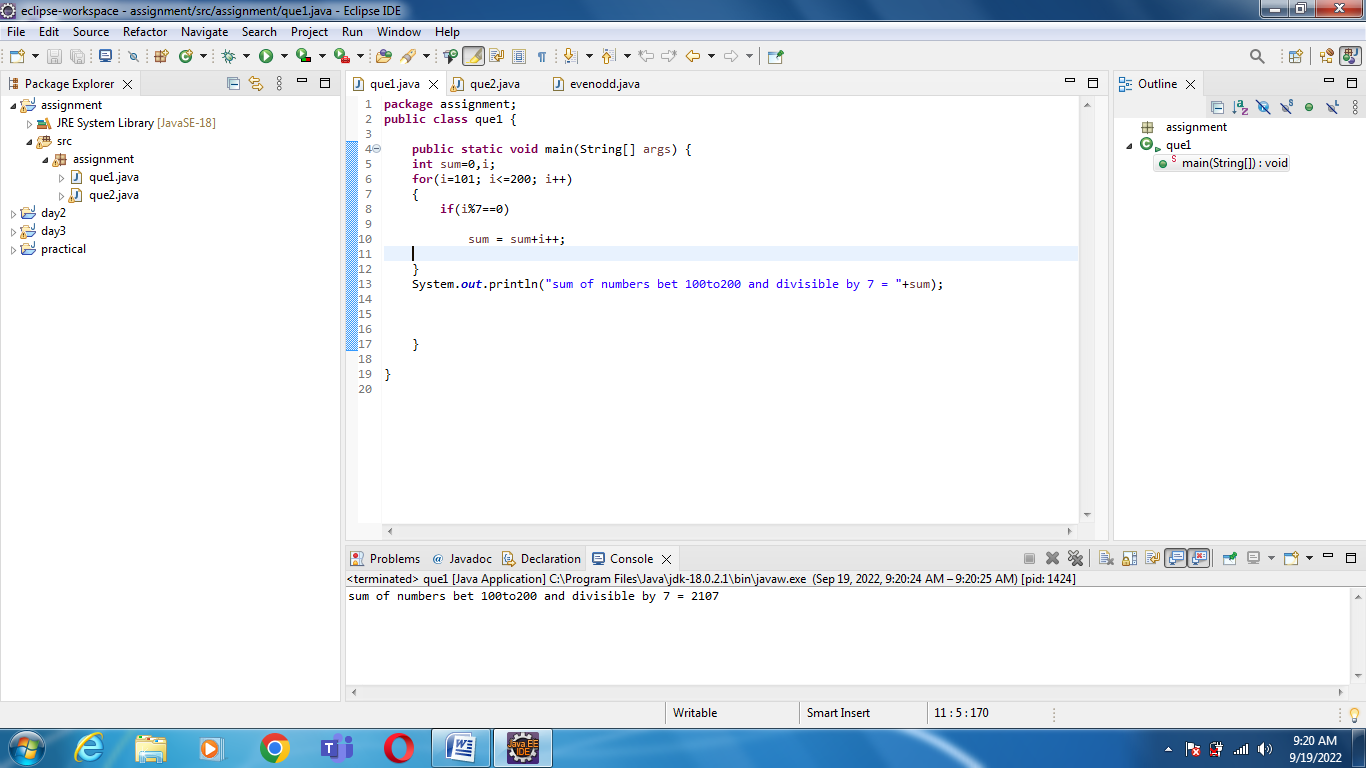 eclipse-workspace - assignment/src/assignment/que1.java - Eclipse IDE
File Edit Source Refactor Navigate Search Project Run Window Help
Package Explorer
assignment
JRE System Library [JavaSE-18]
src
assignment
que1.java
que2.java
day2
day3
practical
que1.java que2.java evenodd.java
1 package assignment;
2 public class que1 {
3
4 public static void main(String[] args) {
5 int sum=0,i;
6 for(i=101; i<=200; i++)
7 {
8 if(i%7==0)
9
10 sum = sum+i++;
11
12 }
13 System.out.println("sum of numbers bet 100to200 and divisible by 7 = "+sum);
14
15
16
17 }
18
19 }
20
Outline
assignment
que1
main(String[]) : void
Problems Javadoc Declaration Console
<terminated> que1 [Java Application] C:\Program Files\Java\jdk-18.0.2.1\bin\javaw.exe (Sep 19, 2022, 9:20:24 AM – 9:20:25 AM) [pid: 1424]
sum of numbers bet 100to200 and divisible by 7 = 2107
Writable Smart Insert 11 : 5 : 170
Java EE
IDE
9:20 AM
9/19/2022